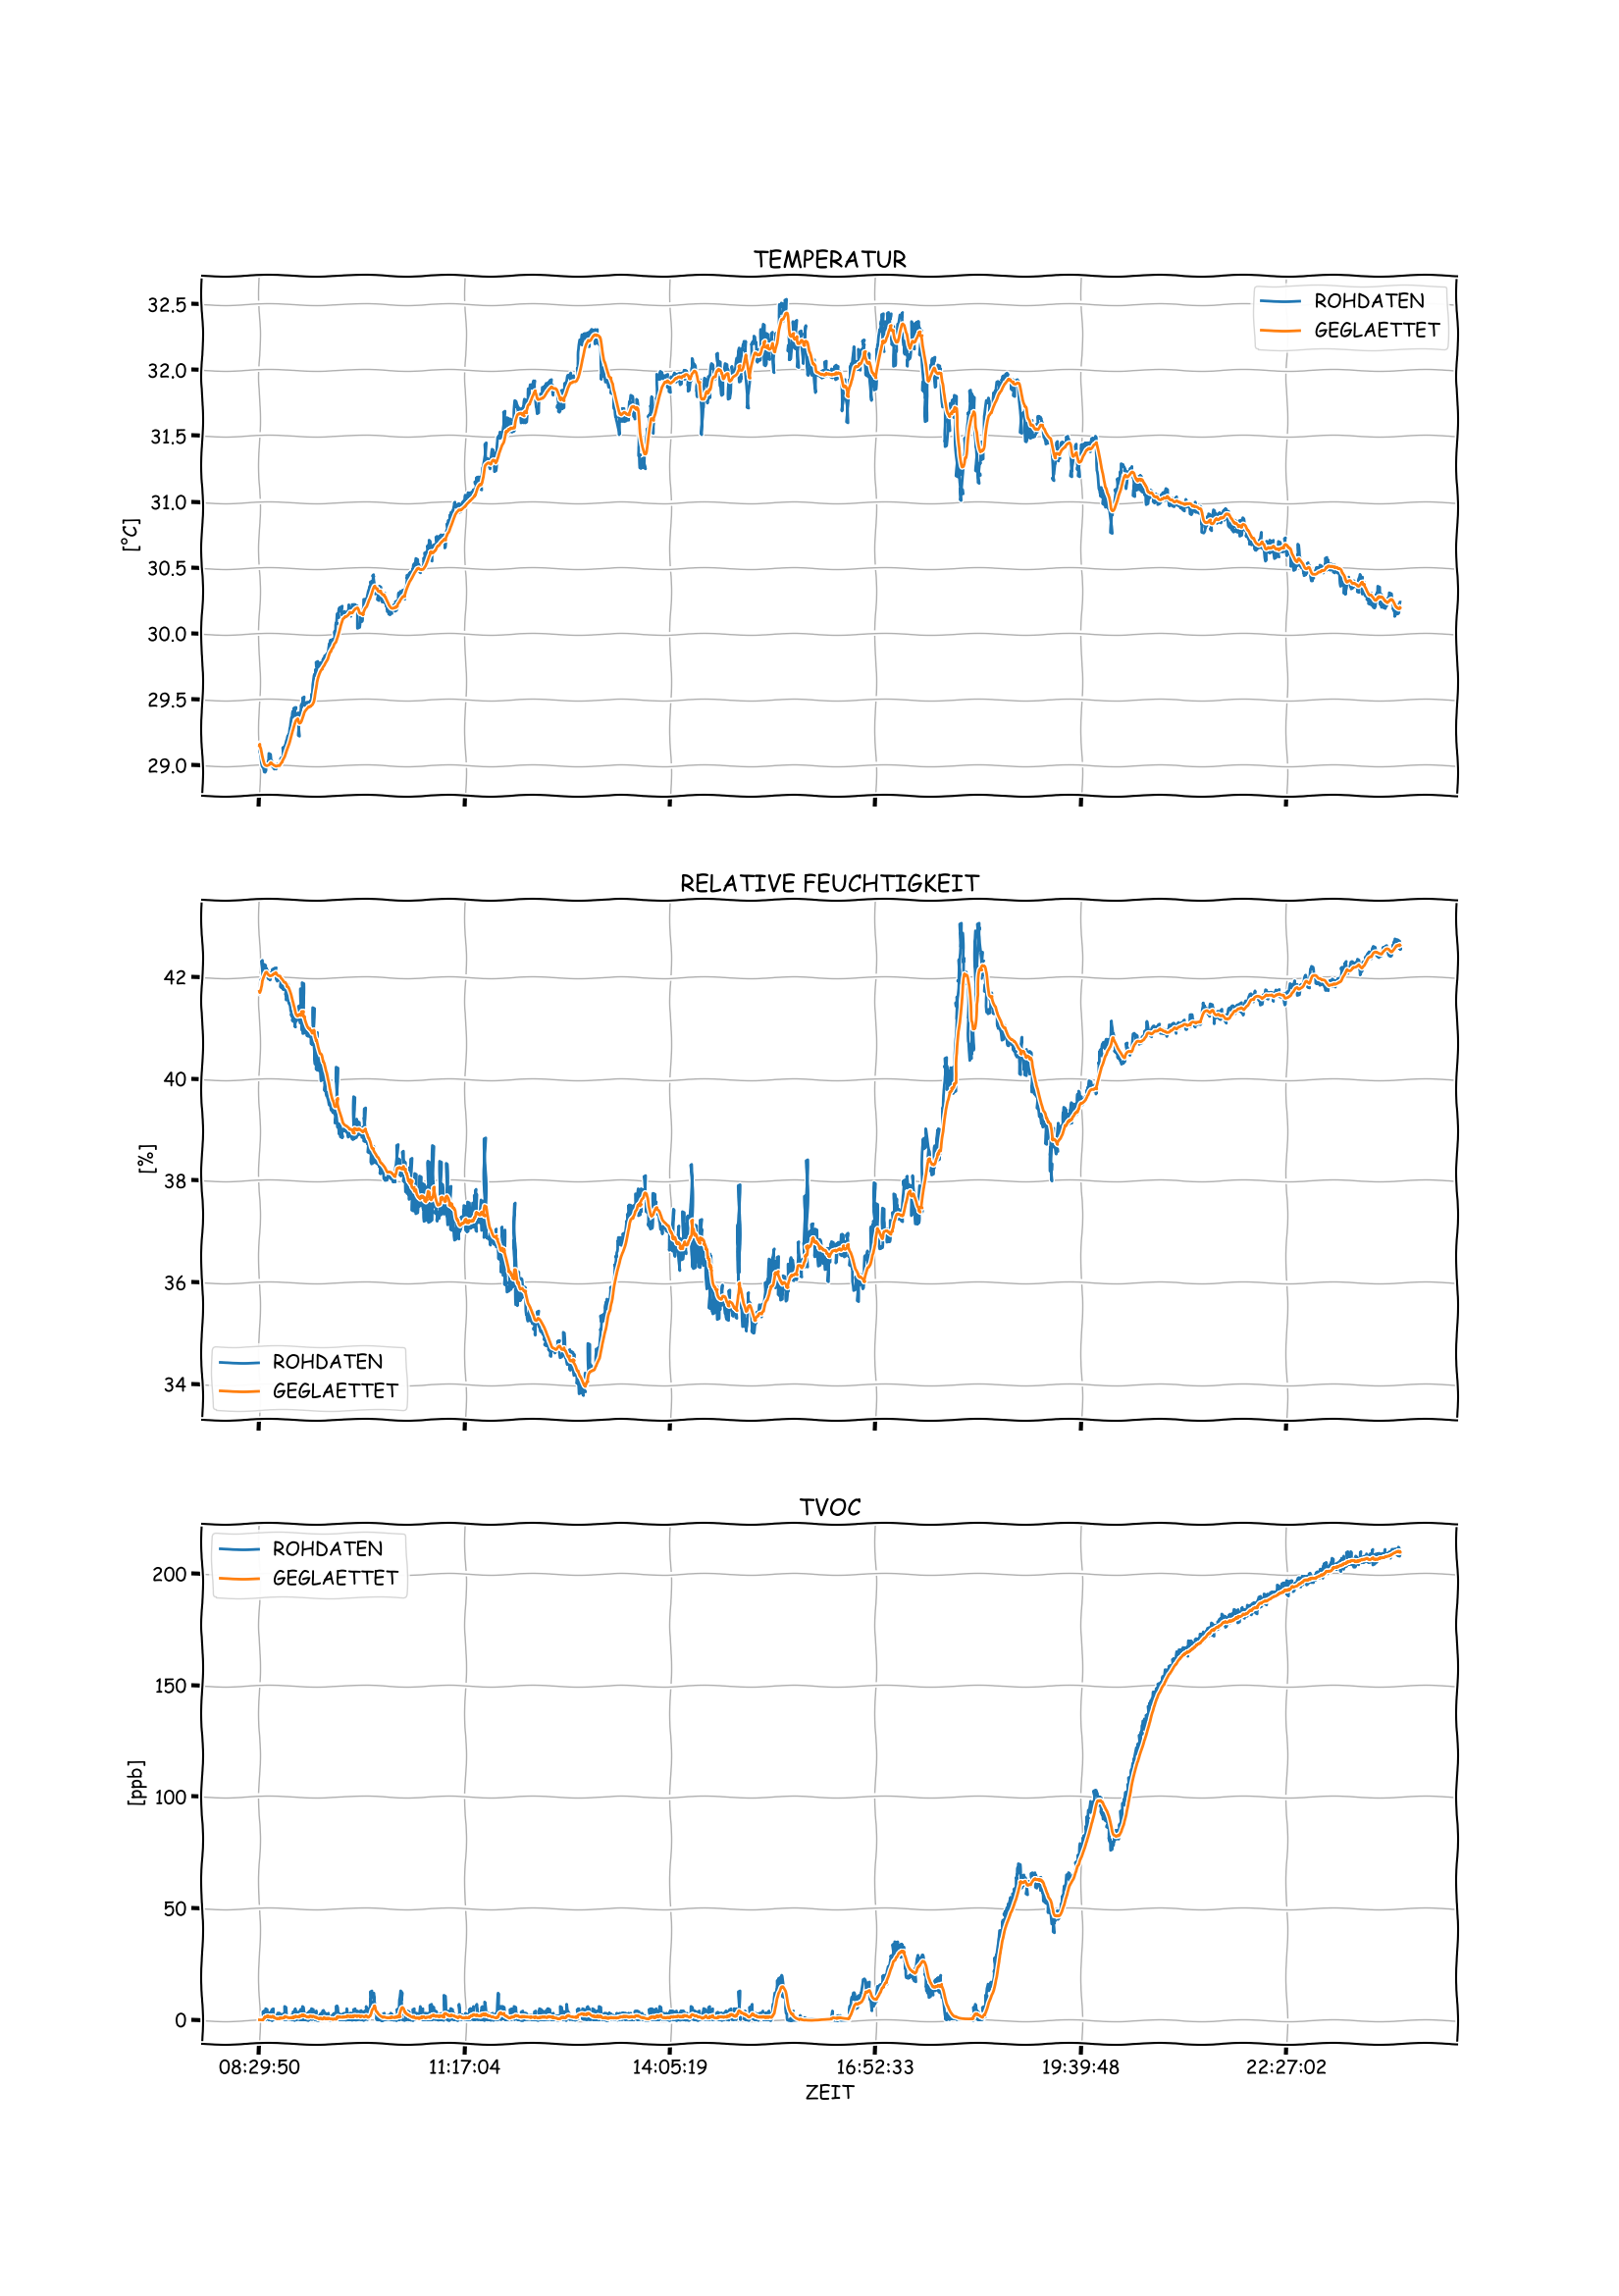 TEMPERATUR
32.5
32.0
31.5
31.0
30.5
30.0
29.5
29.0
[°C]
ROHDATEN
GEGLAETTET
RELATIVE FEUCHTIGKEIT
42
40
38
36
34
[%]
ROHDATEN
GEGLAETTET
TVOC
200
150
100
50
0
[ppb]
ROHDATEN
GEGLAETTET
08:29:50 11:17:04 14:05:19 16:52:33 19:39:48 22:27:02
ZEIT